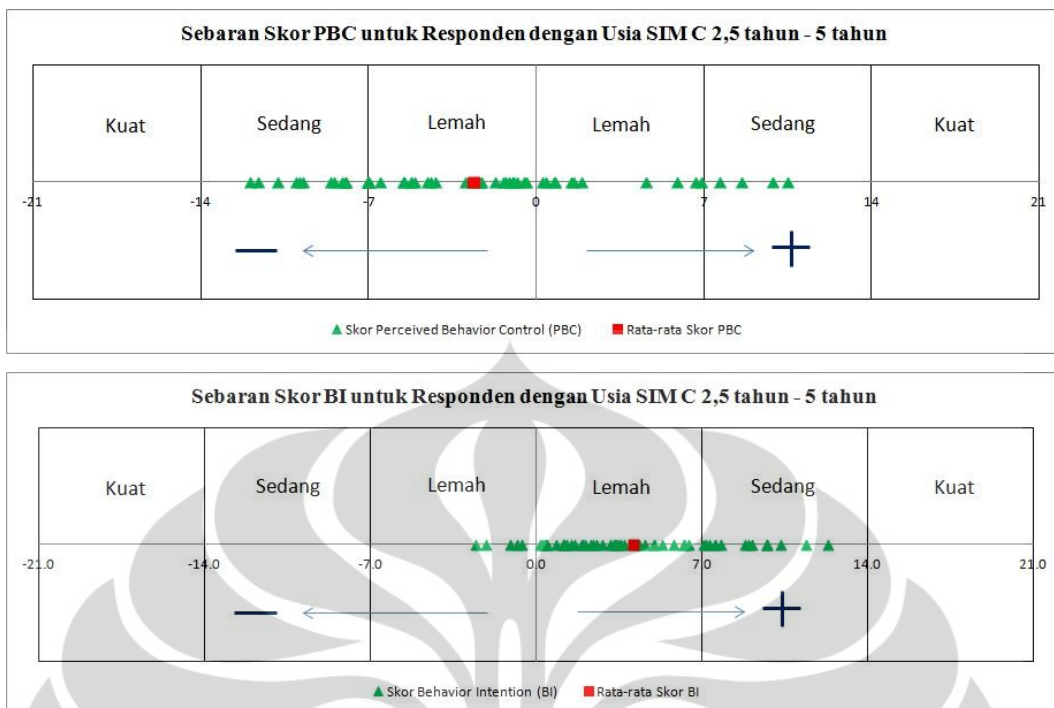 Sebaran Skor PBC untuk Responden dengan Usia SIM C 2,5 tahun - 5 tahun
Kuat Sedang Lemah Lemah Sedang Kuat
-21 -14 -7 0 7 14 21
Skor Perceived Behavior Control (PBC) Rata-rata Skor PBC
Sebaran Skor BI untuk Responden dengan Usia SIM C 2,5 tahun - 5 tahun
Kuat Sedang Lemah Lemah Sedang Kuat
-21.0 -14.0 -7.0 0.0 7.0 14.0 21.0
Skor Behavior Intention (BI) Rata-rata Skor BI